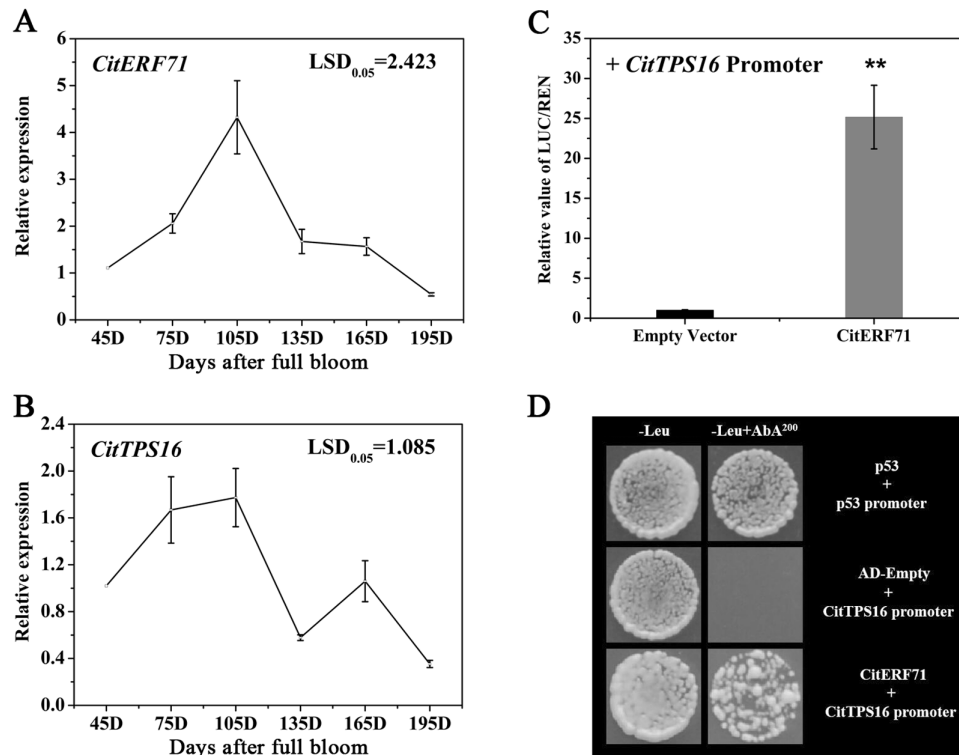 A
CitERF71
LSD0.05=2.423
Relative expression
6
5
4
3
2
1
0
45D 75D 105D 135D 165D 195D
Days after full bloom
B
CitTPS16
LSD0.05=1.085
Relative expression
2.4
2.0
1.6
1.2
0.8
0.4
0.0
45D 75D 105D 135D 165D 195D
Days after full bloom
C
+ CitTPS16 Promoter
**
Relative value of LUC/REN
35
30
25
20
15
10
5
0
Empty Vector CitERF71
D
-Leu -Leu+AbA200
p53
+
p53 promoter
AD-Empty
+
CitTPS16 promoter
CitERF71
+
CitTPS16 promoter